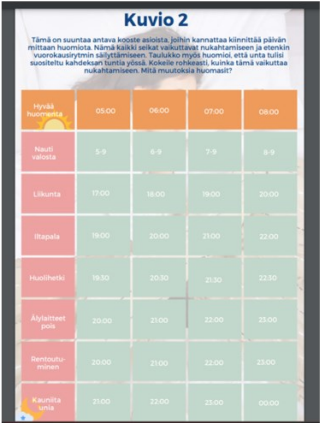 Kuvio 2
Tämä on suuntaa antava kooste asioista, joihin kannattaa kiinnittää päivän
mittaan huomiota. Nämä kaikki seikat vaikuttavat nukahtamiseen ja etenkin
vuorokausirytmin säilyttämiseen. Taulukko myös huomioi, että unta tulisi
suositeltu kahdeksan tuntia yössä. Kokeile rohkeasti, kuinka tämä vaikuttaa
nukahtamiseen. Mitä muutoksia huomasit?
Hyvää huomenta 05:00 06:00 07:00 08:00
Nauti valosta 5-9 6-9 7-9 8-9
Liikunta 17:00 18:00 19:00 20:00
Iltapala 19:00 20:00 21:00 22:00
Huolihetki 19:30 20:30 21:30 22:30
Älylaitteet pois 20:00 21:00 22:00 23:00
Rentoutu- minen 20:00 21:00 22:00 23:00
Kauniita unia 21:00 22:00 23:00 00:00